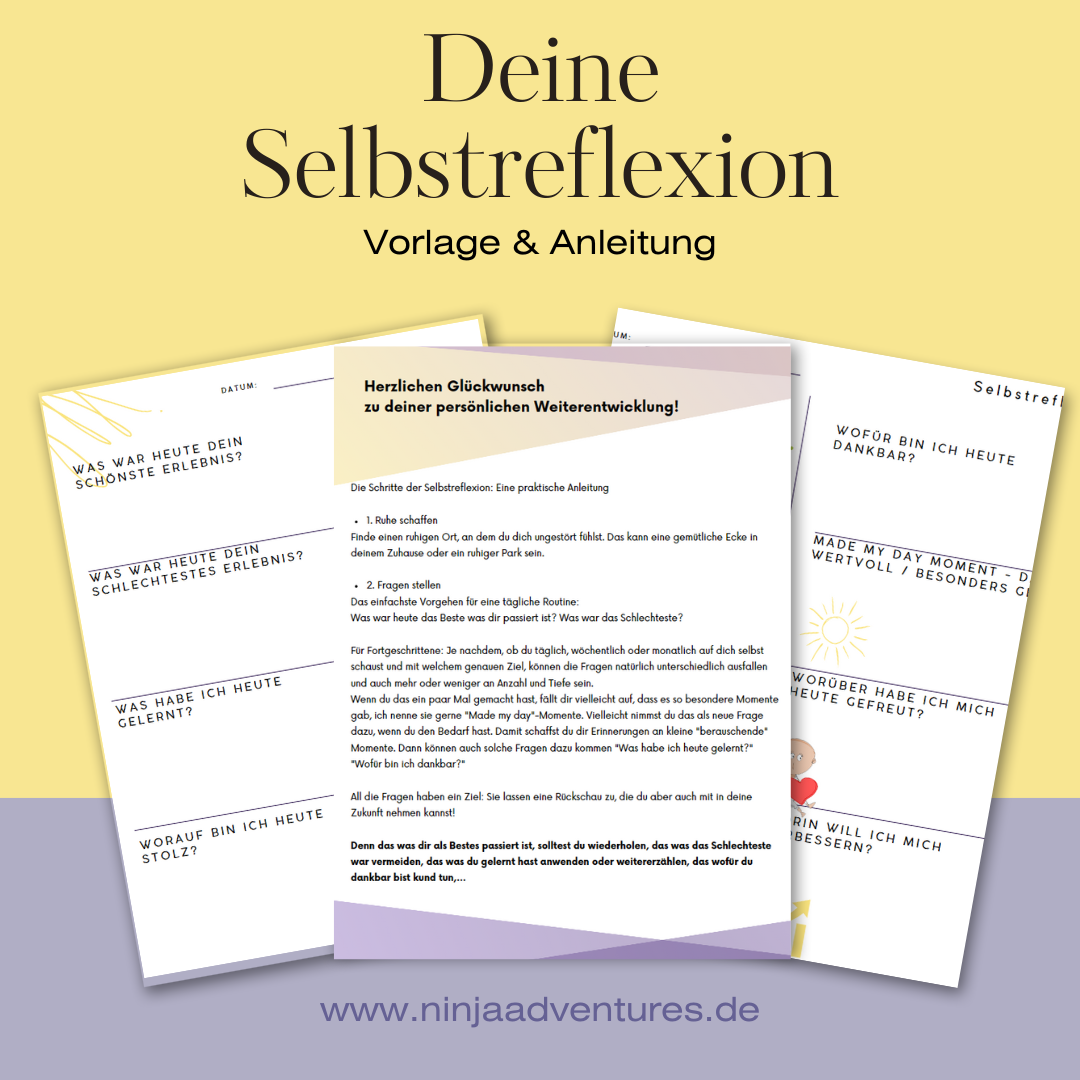 Deine
Selbstreflexion
Vorlage & Anleitung
DATUM:
WAS WAR HEUTE DEIN
SCHÖNSTE ERLEBNIS?
WAS WAR HEUTE DEIN
SCHLECHTESTES ERLEBNIS?
WAS HABE ICH HEUTE
GELERNT?
WORAUF BIN ICH HEUTE
STOLZ?
Herzlichen Glückwunsch
zu deiner persönlichen Weiterentwicklung!
Die Schritte der Selbstreflexion: Eine praktische Anleitung
• 1. Ruhe schaffen
Finde einen ruhigen Ort, an dem du dich ungestört fühlst. Das kann eine gemütliche Ecke in
deinem Zuhause oder ein ruhiger Park sein.
• 2. Fragen stellen
Das einfachste Vorgehen für eine tägliche Routine:
Was war heute das Beste was dir passiert ist? Was war das Schlechteste?
Für Fortgeschrittene: Je nachdem, ob du täglich, wöchentlich oder monatlich auf dich selbst
schaust und mit welchem genauen Ziel, können die Fragen natürlich unterschiedlich ausfallen
und auch mehr oder weniger an Anzahl und Tiefe sein.
Wenn du das ein paar Mal gemacht hast, fällt dir vielleicht auf, dass es so besondere Momente
gab, ich nenne sie gerne "Made my day"-Momente. Vielleicht nimmst du das als neue Frage
dazu, wenn du den Bedarf hast. Damit schaffst du dir Erinnerungen an kleine "berauschende"
Momente. Dann können auch solche Fragen dazu kommen "Was habe ich heute gelernt?"
"Wofür bin ich dankbar?"
All die Fragen haben ein Ziel: Sie lassen eine Rückschau zu, die du aber auch mit in deine
Zukunft nehmen kannst!
Denn das was dir als Bestes passiert ist, solltest du wiederholen, das was das Schlechteste
war vermeiden, das was du gelernt hast anwenden oder weitererzählen, das wofür du
dankbar bist kund tun,...
UM:
Selbstrefl
WOFÜR BIN ICH HEUTE
DANKBAR?
MADE MY DAY MOMENT - D
WERTVOLL / BESONDERS G
WORÜBER HABE ICH MICH
HEUTE GEFREUT?
RIN WILL ICH MICH
BESSERN?
www.ninjaadventures.de